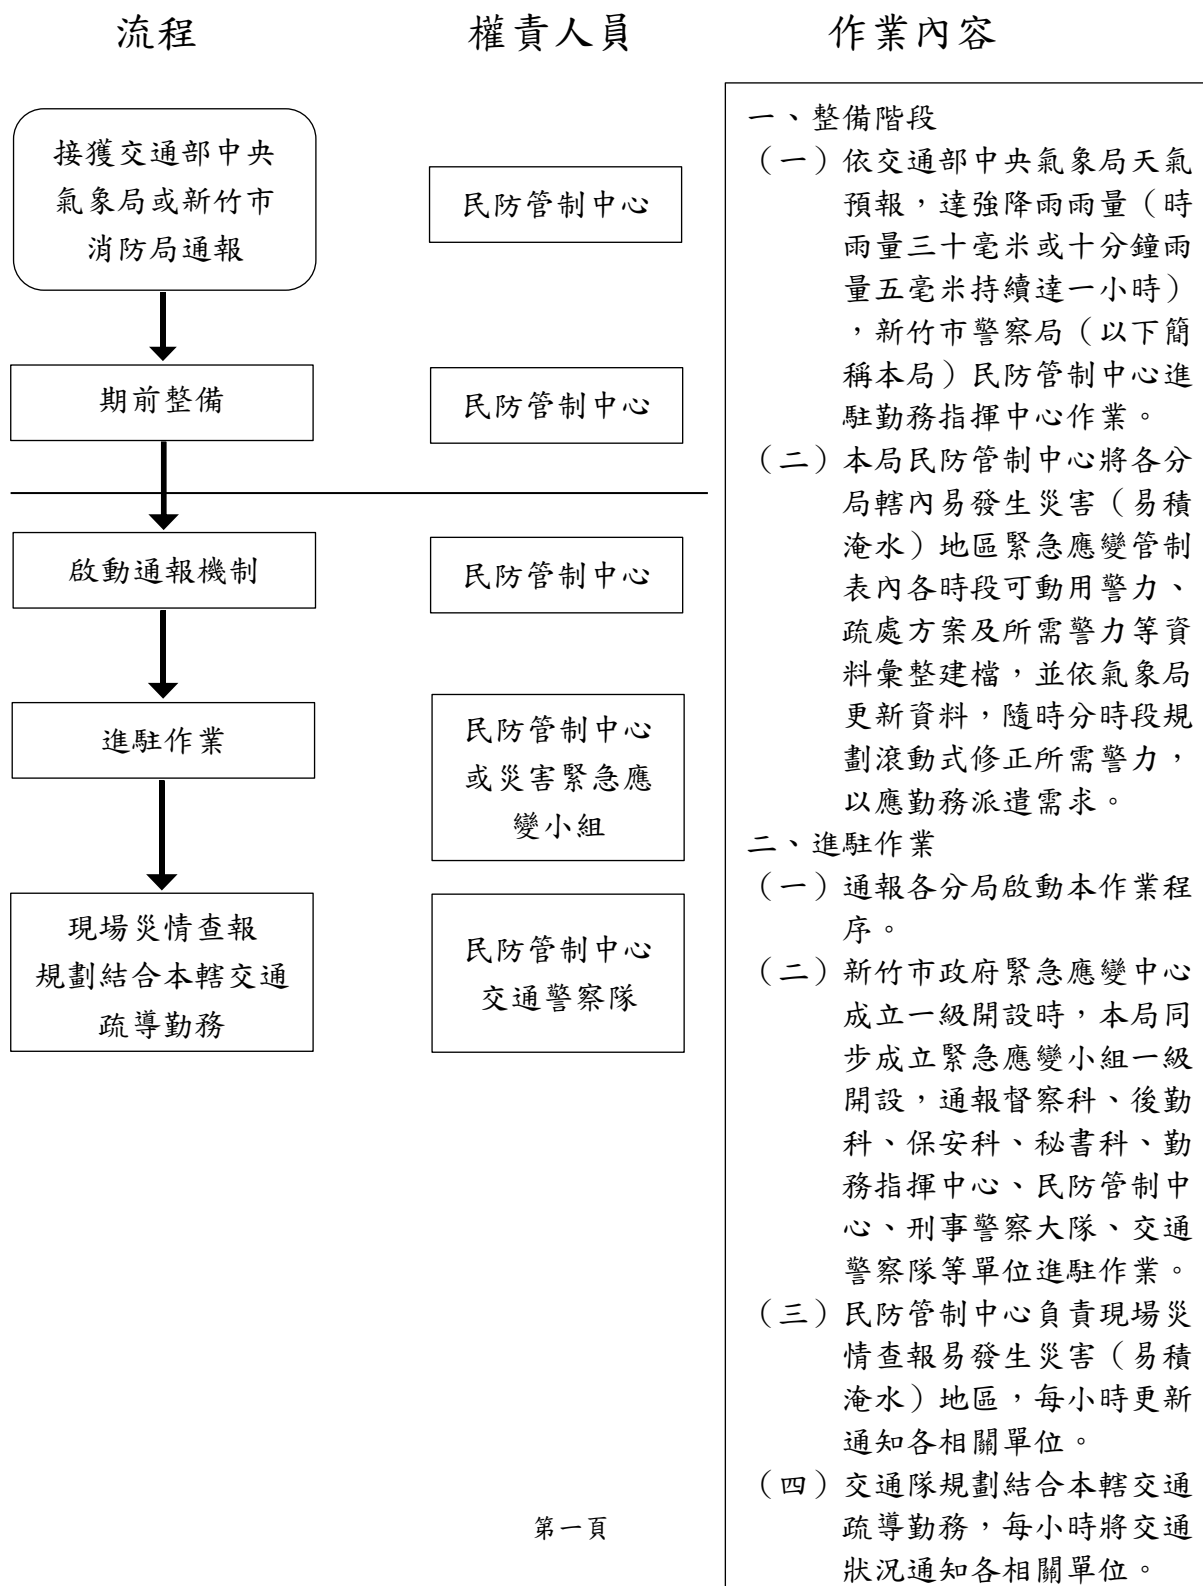 流程
權責人員
作業內容
接獲交通部中央
氣象局或新竹市
消防局通報
民防管制中心
期前整備
民防管制中心
啟動通報機制
民防管制中心
進駐作業
民防管制中心
或災害緊急應
變小組
現場災情查報
規劃結合本轄交通
疏導勤務
民防管制中心
交通警察隊
一、整備階段
（一）依交通部中央氣象局天氣
預報，達強降雨雨量（時
雨量三十毫米或十分鐘雨
量五毫米持續達一小時）
，新竹市警察局（以下簡
稱本局）民防管制中心進
駐勤務指揮中心作業。
（二）本局民防管制中心將各分
局轄內易發生災害（易積
淹水）地區緊急應變管制
表內各時段可動用警力、
疏處方案及所需警力等資
料彙整建檔，並依氣象局
更新資料，隨時分時段規
劃滾動式修正所需警力，
以應勤務派遣需求。
二、進駐作業
（一）通報各分局啟動本作業程
序。
（二）新竹市政府緊急應變中心
成立一級開設時，本局同
步成立緊急應變小組一級
開設，通報督察科、後勤
科、保安科、秘書科、勤
務指揮中心、民防管制中
心、刑事警察大隊、交通
警察隊等單位進駐作業。
（三）民防管制中心負責現場災
情查報易發生災害（易積
淹水）地區，每小時更新
通知各相關單位。
（四）交通隊規劃結合本轄交通
疏導勤務，每小時將交通
狀況通知各相關單位。
第一頁